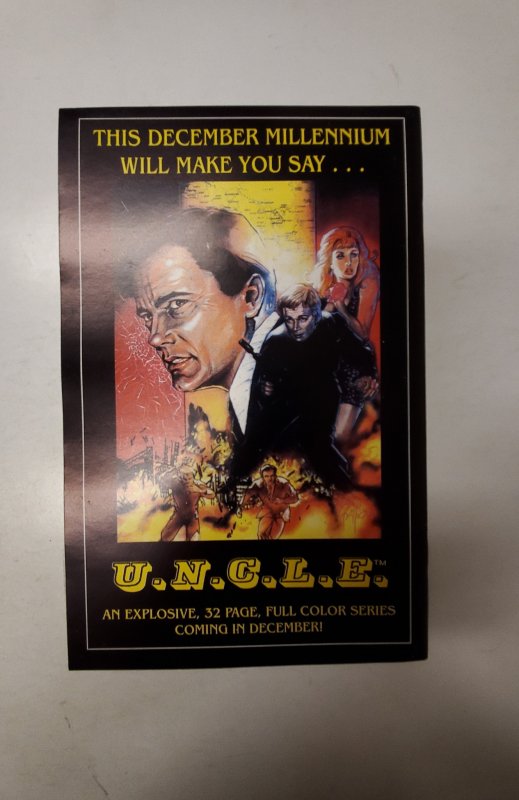 THIS DECEMBER MILLENNIUM
WILL MAKE YOU SAY . . .
U.N.C.L.E.™
AN EXPLOSIVE, 32 PAGE, FULL COLOR SERIES
COMING IN DECEMBER!